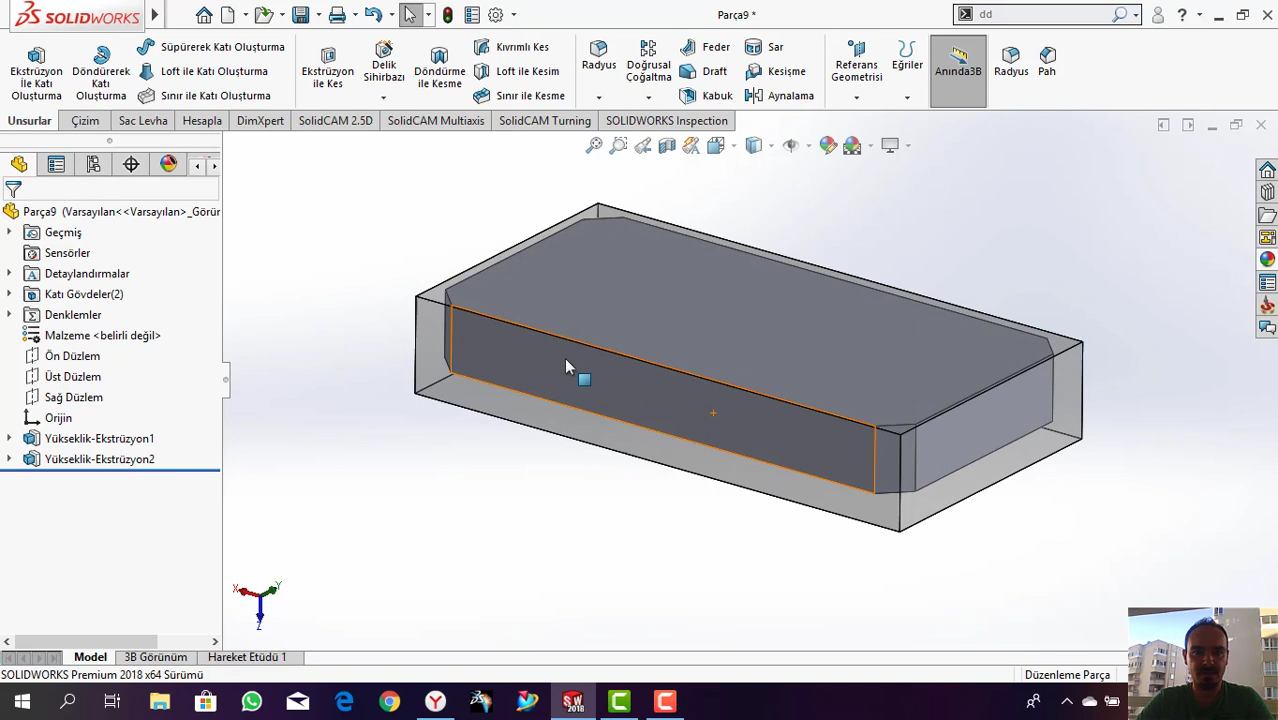 SOLIDWORKS
Parça9 *
dd
Ekstrüzyon İle Katı Oluşturma
Döndürerek Katı Oluşturma
Süpürerek Katı Oluşturma
Loft ile Katı Oluşturma
Sınır ile Katı Oluşturma
Ekstrüzyon ile Kes
Delik Sihirbazı
Döndürme ile Kesme
Kıvrımlı Kes
Loft ile Kesim
Sınır ile Kesme
Radyus
Doğrusal Çoğaltma
Feder
Draft
Kabuk
Sar
Kesişme
Aynalama
Referans Geometrisi
Eğriler
Anında3B
Radyus
Pah
Unsurlar
Çizim
Sac Levha
Hesapla
DimXpert
SolidCAM 2.5D
SolidCAM Multiaxis
SolidCAM Turning
SOLIDWORKS Inspection
Parça9 (Varsayılan<<Varsayılan>_Görür
Geçmiş
Sensörler
Detaylandırmalar
Katı Gövdeler(2)
Denklemler
Malzeme <belirli değil>
Ön Düzlem
Üst Düzlem
Sağ Düzlem
Orijin
Yükseklik-Ekstrüzyon1
Yükseklik-Ekstrüzyon2
X
Y
Z
Model
3B Görünüm
Hareket Etüdü 1
SOLIDWORKS Premium 2018 x64 Sürümü
Düzenleme Parça
SW
2018